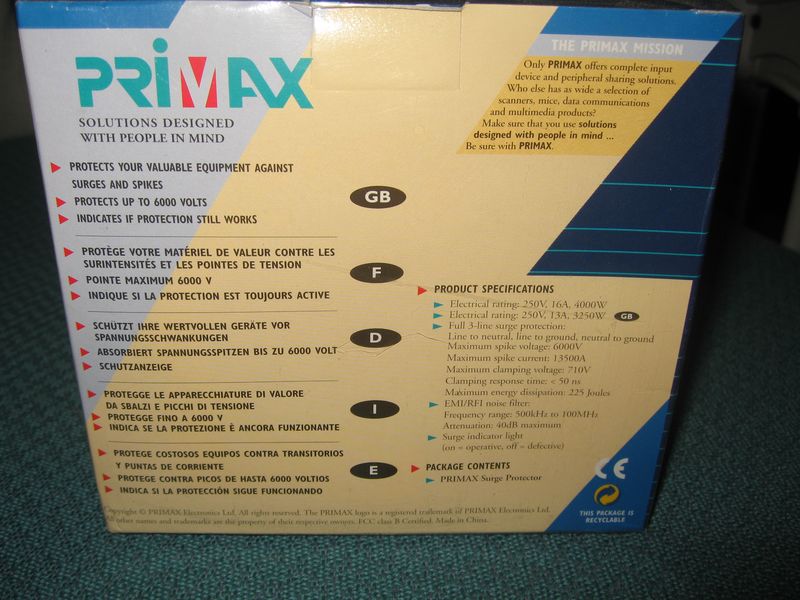 PRIMAX
SOLUTIONS DESIGNED
WITH PEOPLE IN MIND
THE PRIMAX MISSION
Only PRIMAX offers complete input
device and peripheral sharing solutions.
Who else has as wide a selection of
scanners, mice, data communications
and multimedia products?
Make sure that you use solutions
designed with people in mind ...
Be sure with PRIMAX.
PROTECTS YOUR VALUABLE EQUIPMENT AGAINST
SURGES AND SPIKES
PROTECTS UP TO 6000 VOLTS
INDICATES IF PROTECTION STILL WORKS
GB
PROTÈGE VOTRE MATÉRIEL DE VALEUR CONTRE LES
SURINTENSITÉS ET LES POINTES DE TENSION
POINTE MAXIMUM 6000 V
INDIQUE SI LA PROTECTION EST TOUJOURS ACTIVE
F
SCHÜTZT IHRE WERTVOLLEN GERÄTE VOR
SPANNUNGSSCHWANKUNGEN
ABSORBIERT SPANNUNGSSPITZEN BIS ZU 6000 VOLT
SCHUTZANZEIGE
D
PROTEGGE LE APPARECCHIATURE DI VALORE
DA SBALZI E PICCHI DI TENSIONE
PROTEGGE FINO A 6000 V
INDICA SE LA PROTEZIONE È ANCORA FUNZIONANTE
I
PROTEGE COSTOSOS EQUIPOS CONTRA TRANSITORIOS
Y PUNTAS DE CORRIENTE
PROTEGE CONTRA PICOS DE HASTA 6000 VOLTIOS
INDICA SI LA PROTECCIÓN SIGUE FUNCIONANDO
E
PRODUCT SPECIFICATIONS
Electrical rating: 250V, 16A, 4000W
Electrical rating: 250V, 13A, 3250W GB
Full 3-line surge protection:
Line to neutral, line to ground, neutral to ground
Maximum spike voltage: 6000V
Maximum spike current: 13500A
Maximum clamping voltage: 710V
Clamping response time: < 50 ns
Maximum energy dissipation: 225 Joules
EMI/RFI noise filter:
Frequency range: 500kHz to 100MHz
Attenuation: 40dB maximum
Surge indicator light
(on = operative, off = defective)
PACKAGE CONTENTS
PRIMAX Surge Protector
CE
THIS PACKAGE IS
RECYCLABLE
Copyright © PRIMAX Electronics Ltd. All rights reserved. The PRIMAX logo is a registered trademark of PRIMAX Electronics Ltd.
All other names and trademarks are the property of their respective owners. FCC class B Certified. Made in China.